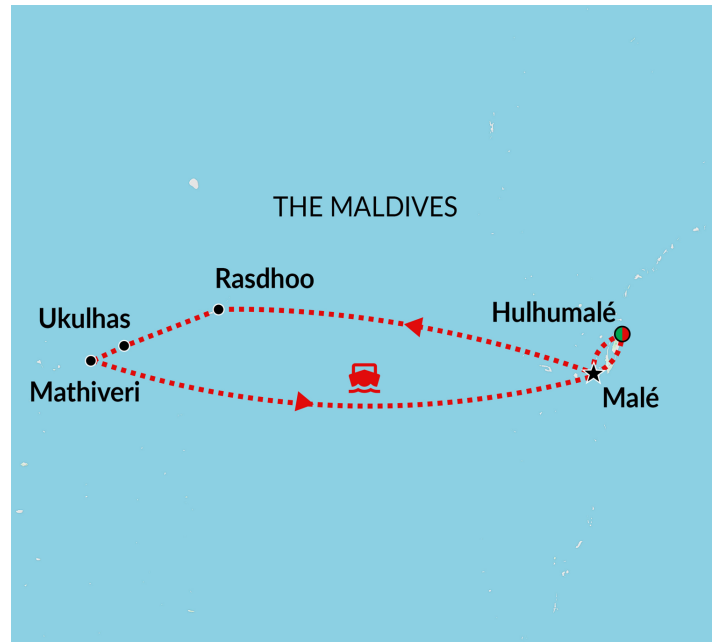 THE MALDIVES
Rasdhoo
Hulhumalé
Ukulhas
Mathiveri
Malé